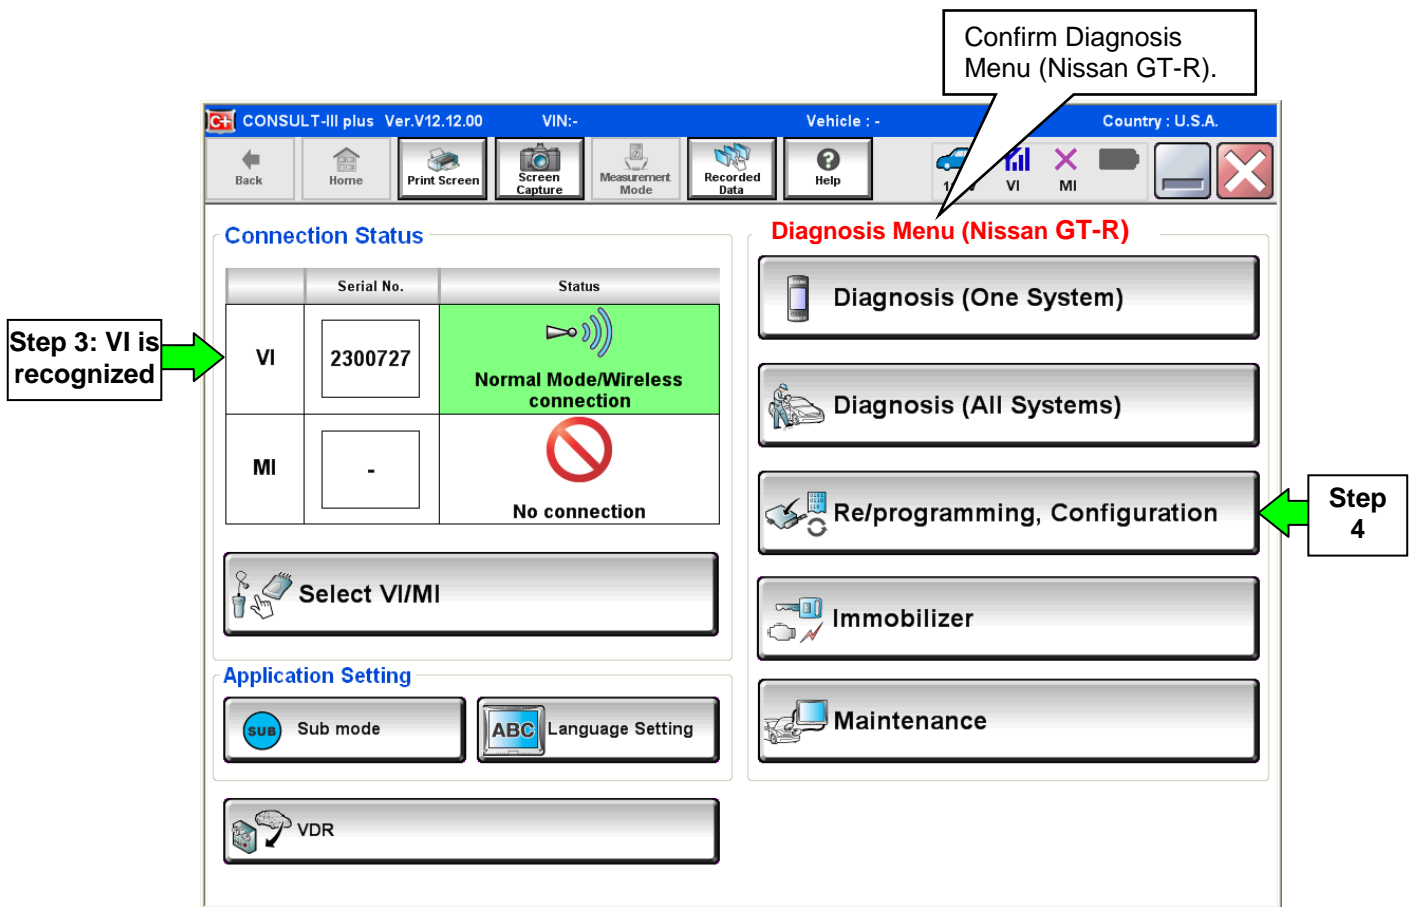 Confirm Diagnosis
Menu (Nissan GT-R).
C+ CONSULT-III plus Ver.V12.12.00 VIN:- Vehicle : - Country : U.S.A.
Back
Home
Print Screen
Screen
Capture
Measurement
Mode
Recorded
Data
Help
VI
MI
Connection Status
Serial No. Status
VI 2300727 Normal Mode/Wireless
connection
MI - No connection
Select VI/MI
Application Setting
SUB Sub mode
ABC Language Setting
VDR
Diagnosis Menu (Nissan GT-R)
Diagnosis (One System)
Diagnosis (All Systems)
Re/programming, Configuration
Immobilizer
Maintenance
Step 3: VI is
recognized
Step
4